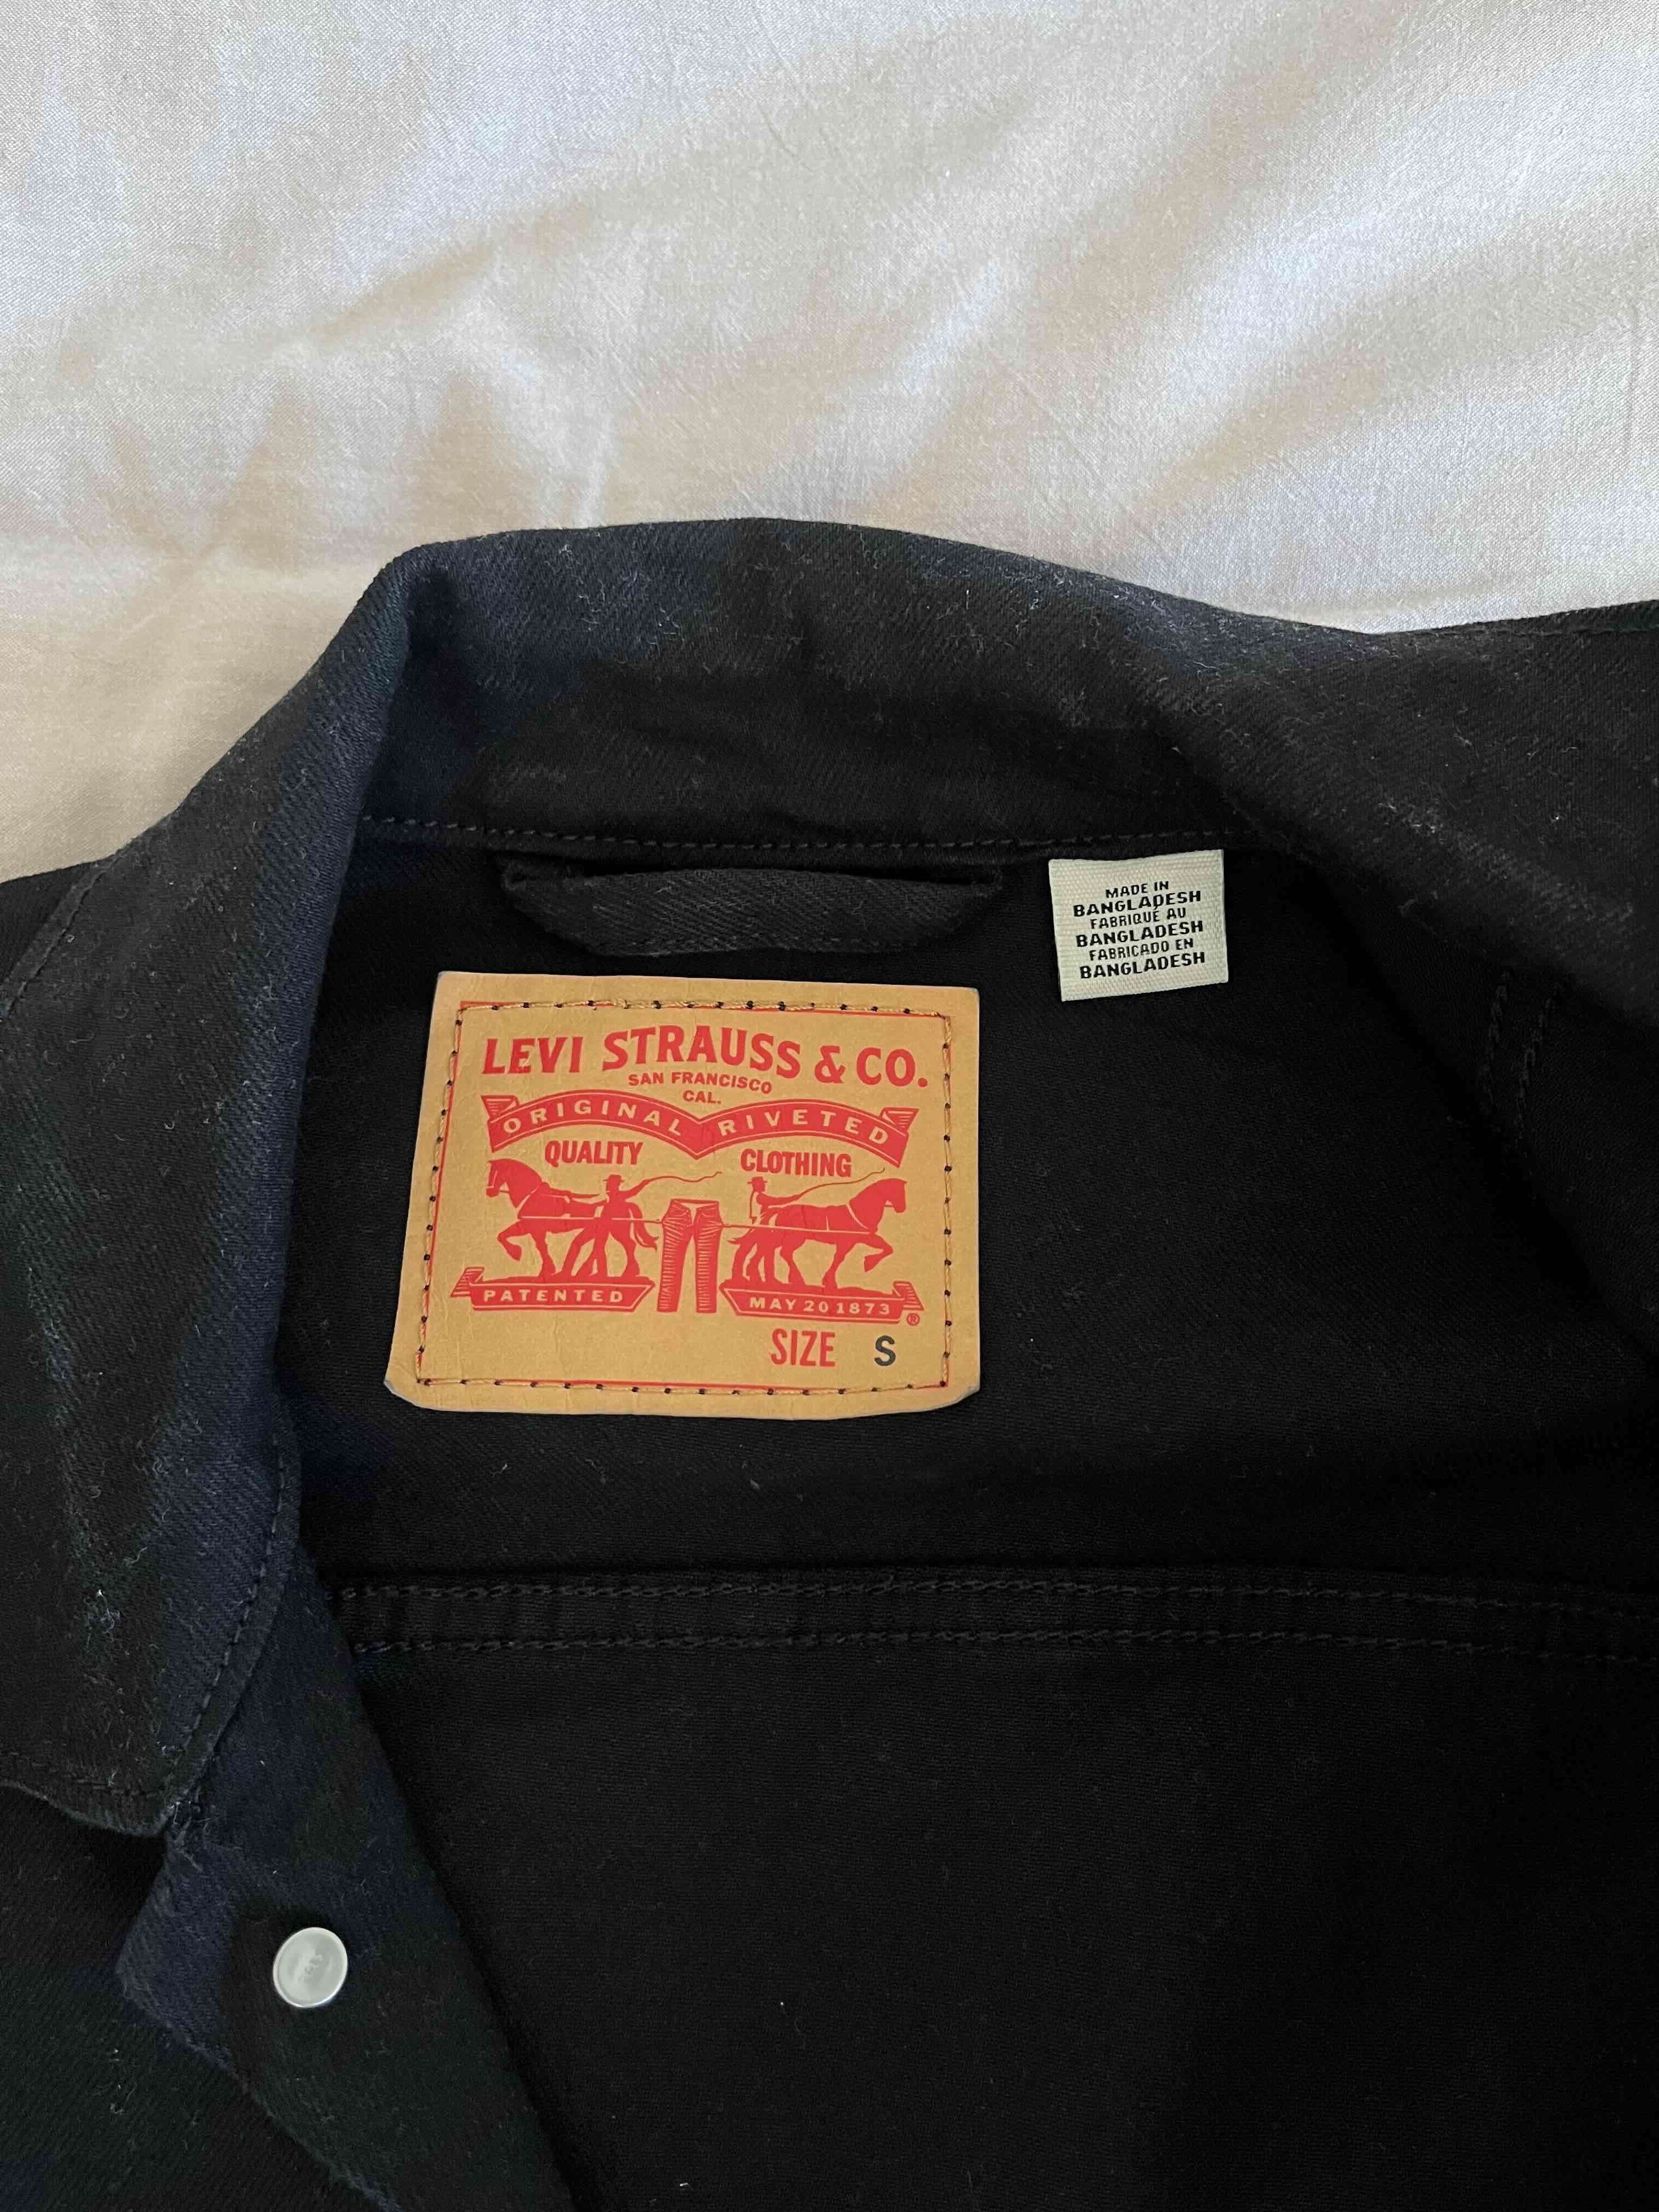 MADE IN
BANGLADESH
FABRIQUÉ AU
BANGLADESH
FABRICADO EN
BANGLADESH
LEVI STRAUSS & CO.
SAN FRANCISCO
CAL.
ORIGINAL RIVETED
QUALITY CLOTHING
PATENTED MAY 20 1873 ®
SIZE S